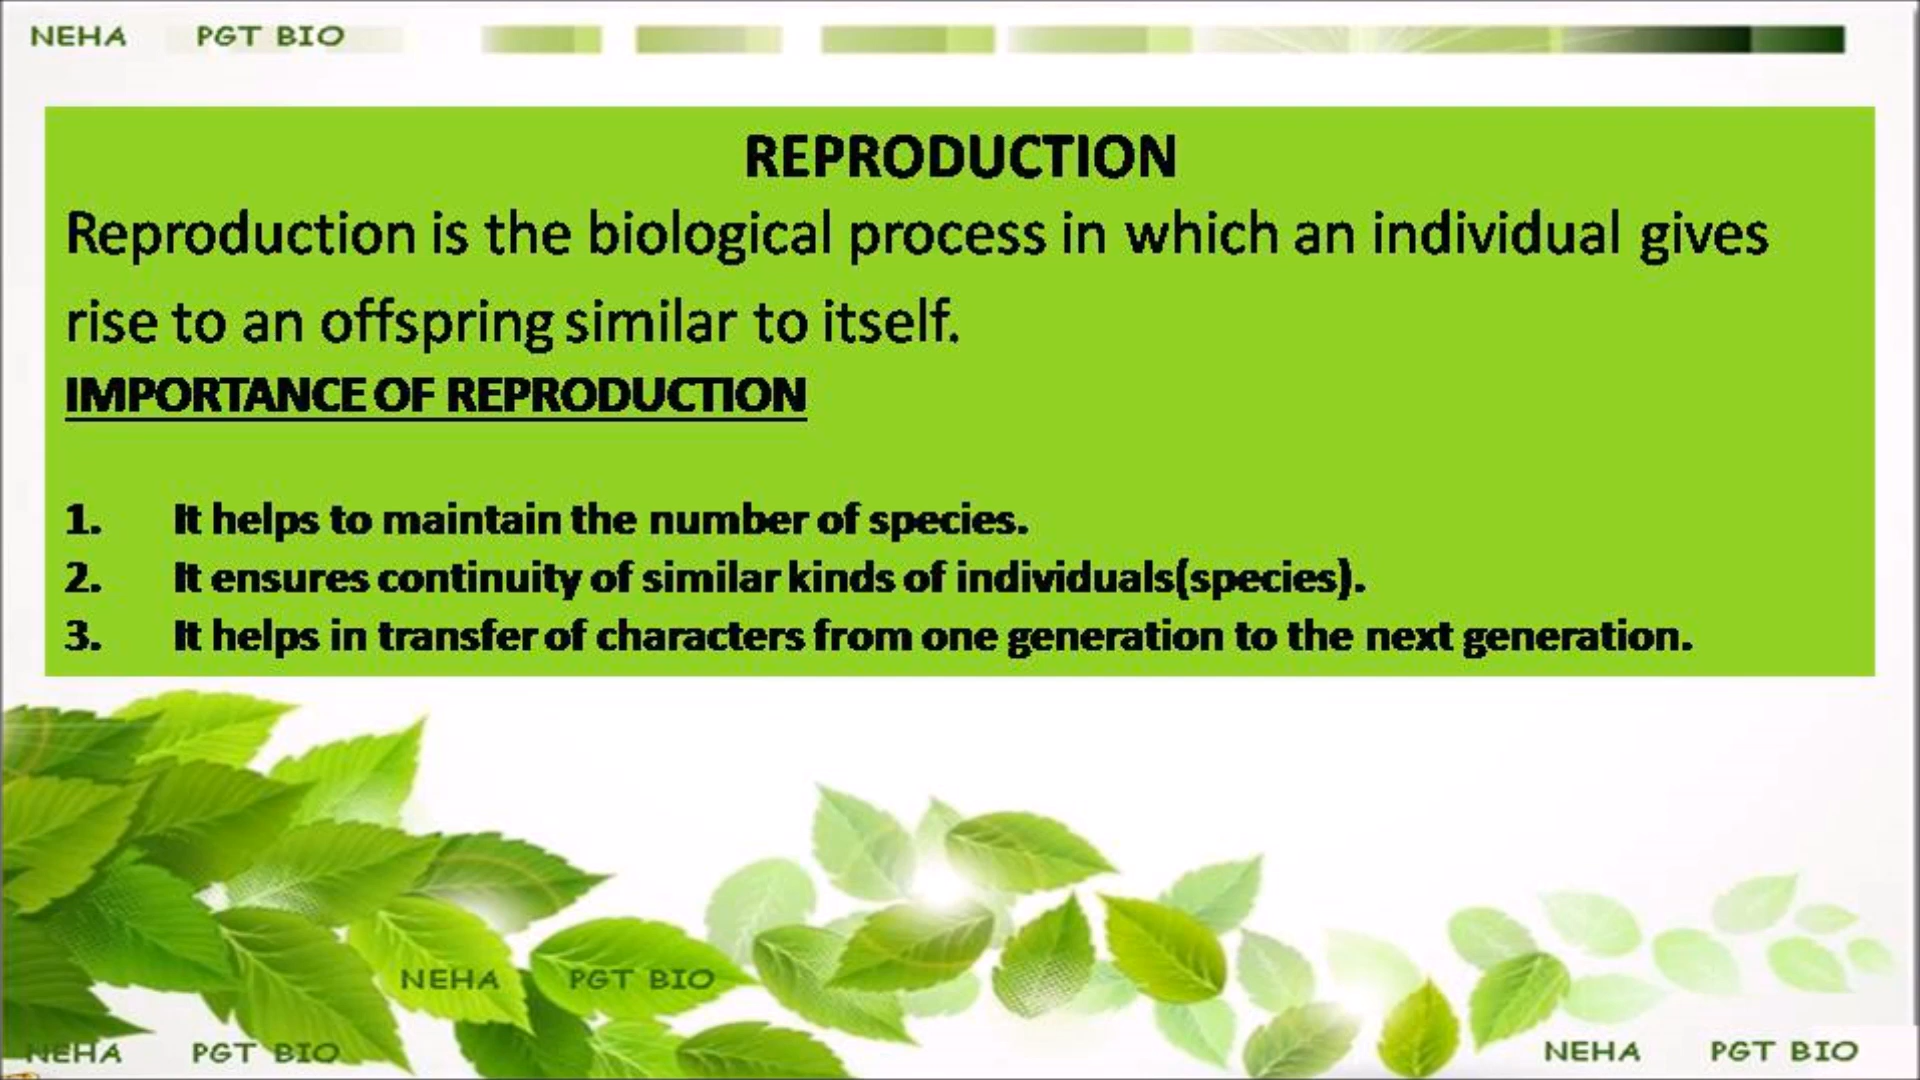 NEHA PGT BIO
REPRODUCTION
Reproduction is the biological process in which an individual gives
rise to an offspring similar to itself.
IMPORTANCE OF REPRODUCTION
1. It helps to maintain the number of species.
2. It ensures continuity of similar kinds of individuals(species).
3. It helps in transfer of characters from one generation to the next generation.
NEHA PGT BIO
NEHA PGT BIO
NEHA PGT BIO